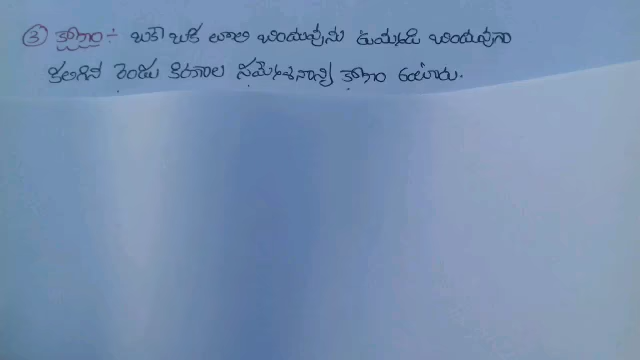 ③ కోణం :- ఒకే ఒక తొలి బిందువును ఉమ్మడి బిందువుగా
కలిగిన రెండు కిరణాల సమ్మేళనాన్ని కోణం అంటారు.